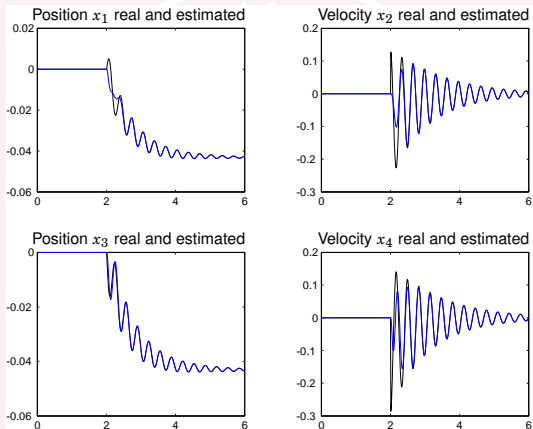 Position x₁ real and estimated
0.02
0
-0.02
-0.04
-0.06
0 2 4 6
Velocity x₂ real and estimated
0.2
0.1
0
-0.1
-0.2
-0.3
0 2 4 6
Position x₃ real and estimated
0
-0.02
-0.04
-0.06
0 2 4 6
Velocity x₄ real and estimated
0.2
0.1
0
-0.1
-0.2
-0.3
0 2 4 6